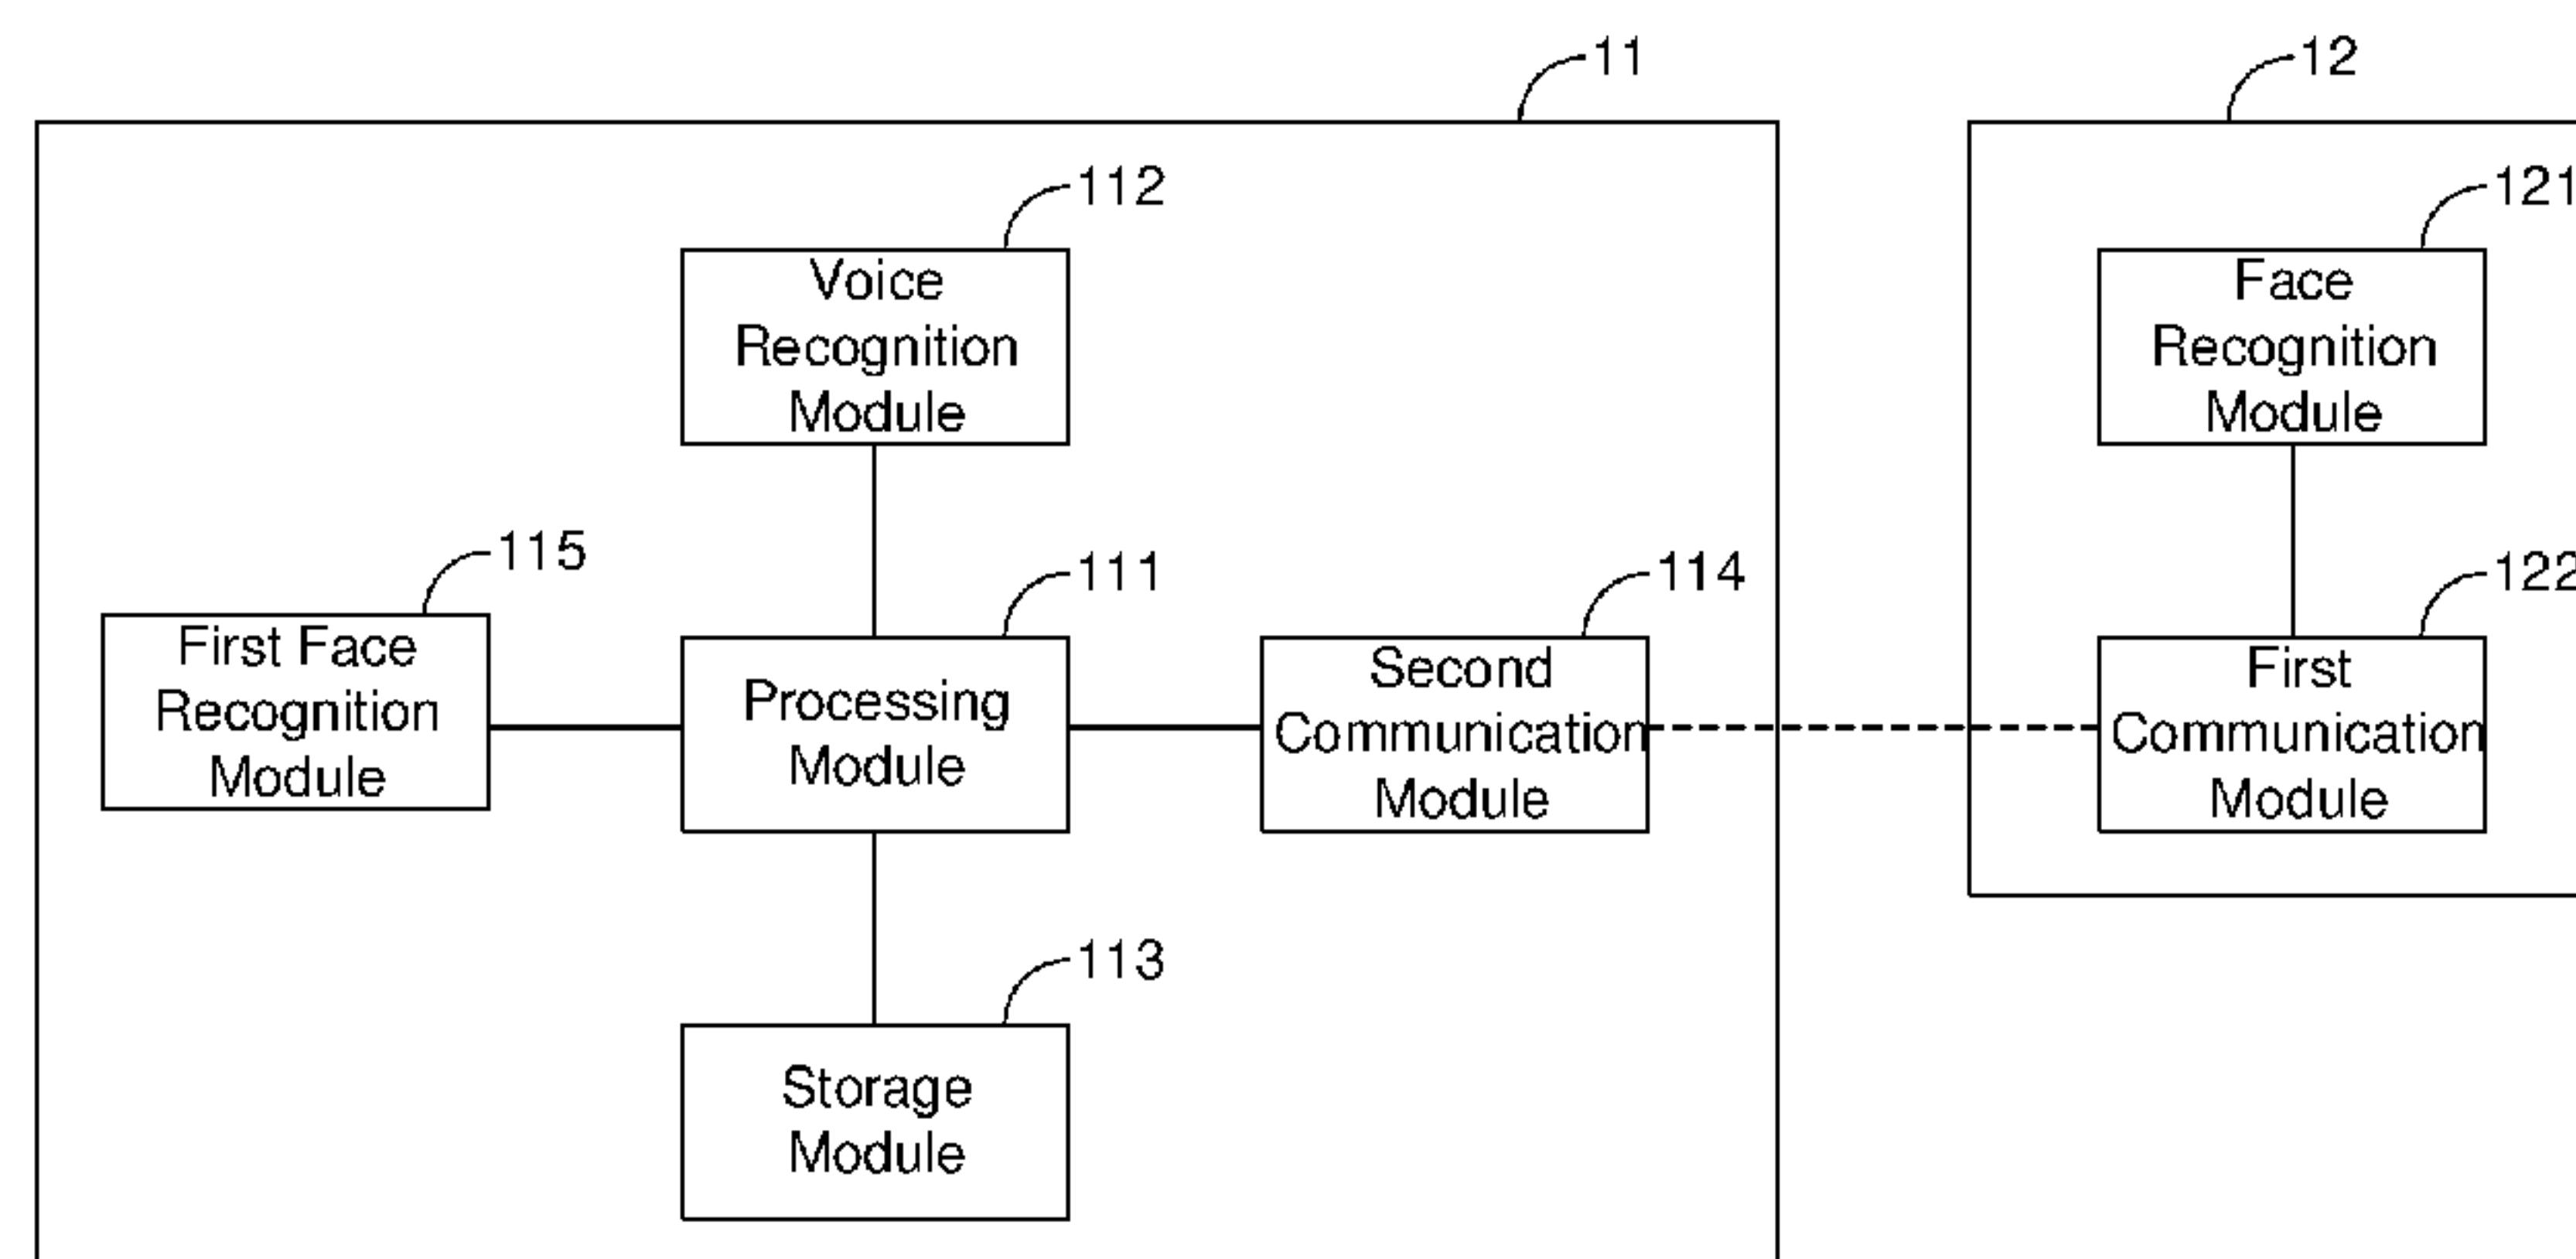 11
12
112
121
Voice
Recognition
Module
Face
Recognition
Module
115
111
114
122
First Face
Recognition
Module
Processing
Module
Second
Communication
Module
First
Communication
Module
113
Storage
Module